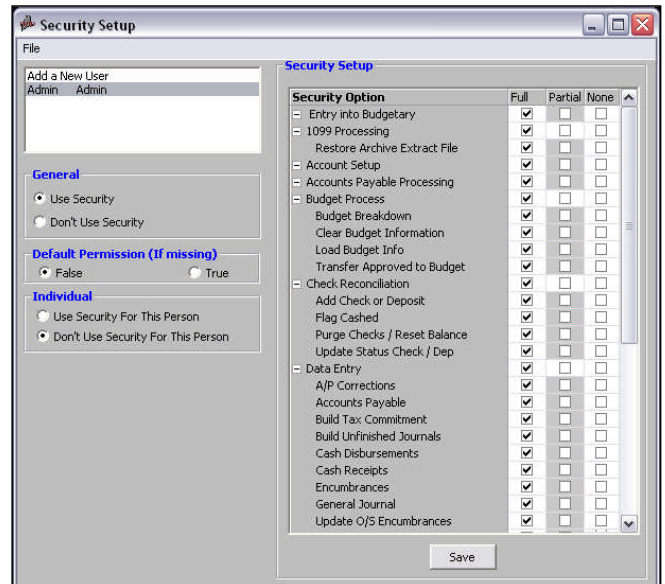 Security Setup
File
Add a New User
Admin Admin
General
Use Security
Don't Use Security
Default Permission (If missing)
False True
Individual
Use Security For This Person
Don't Use Security For This Person
Security Setup
Security Option Full Partial None
Entry into Budgetary
1099 Processing
Restore Archive Extract File
Account Setup
Accounts Payable Processing
Budget Process
Budget Breakdown
Clear Budget Information
Load Budget Info
Transfer Approved to Budget
Check Reconciliation
Add Check or Deposit
Flag Cashed
Purge Checks / Reset Balance
Update Status Check / Dep
Data Entry
A/P Corrections
Accounts Payable
Build Tax Commitment
Build Unfinished Journals
Cash Disbursements
Cash Receipts
Encumbrances
General Journal
Update O/S Encumbrances
Save